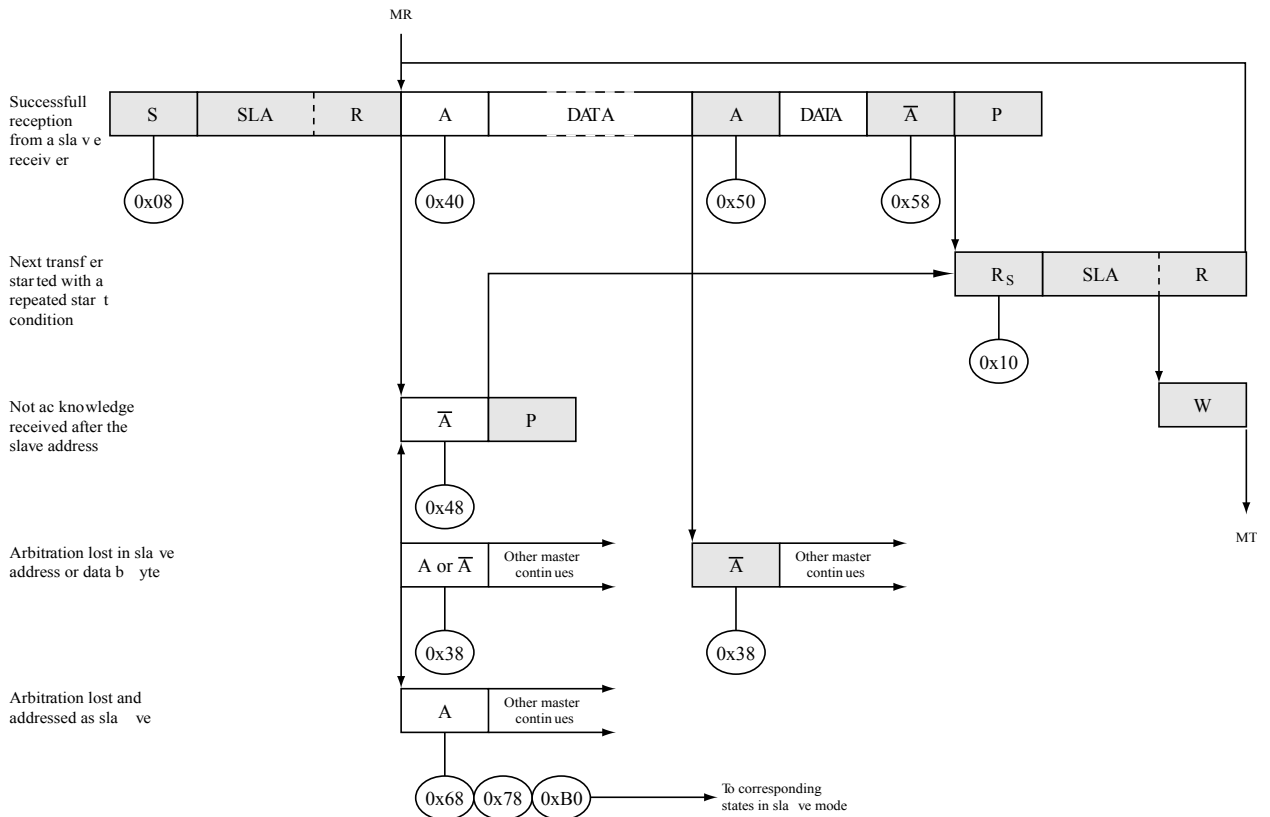 MR
Successfull
reception
from a sla v e
receiv er
S SLA R A DATA A DATA A̅ P
0x08 0x40 0x50 0x58
Next transf er
star ted with a
repeated star t
condition
RS SLA R
0x10
Not ac knowledge
received after the
slave address
A̅ P
W
0x48
MT
Arbitration lost in sla ve
address or data b yte
A or A̅
Other master
contin ues
A̅
Other master
contin ues
0x38 0x38
Arbitration lost and
addressed as sla ve
A
Other master
contin ues
0x68 0x78 0xB0
To corresponding
states in sla ve mode